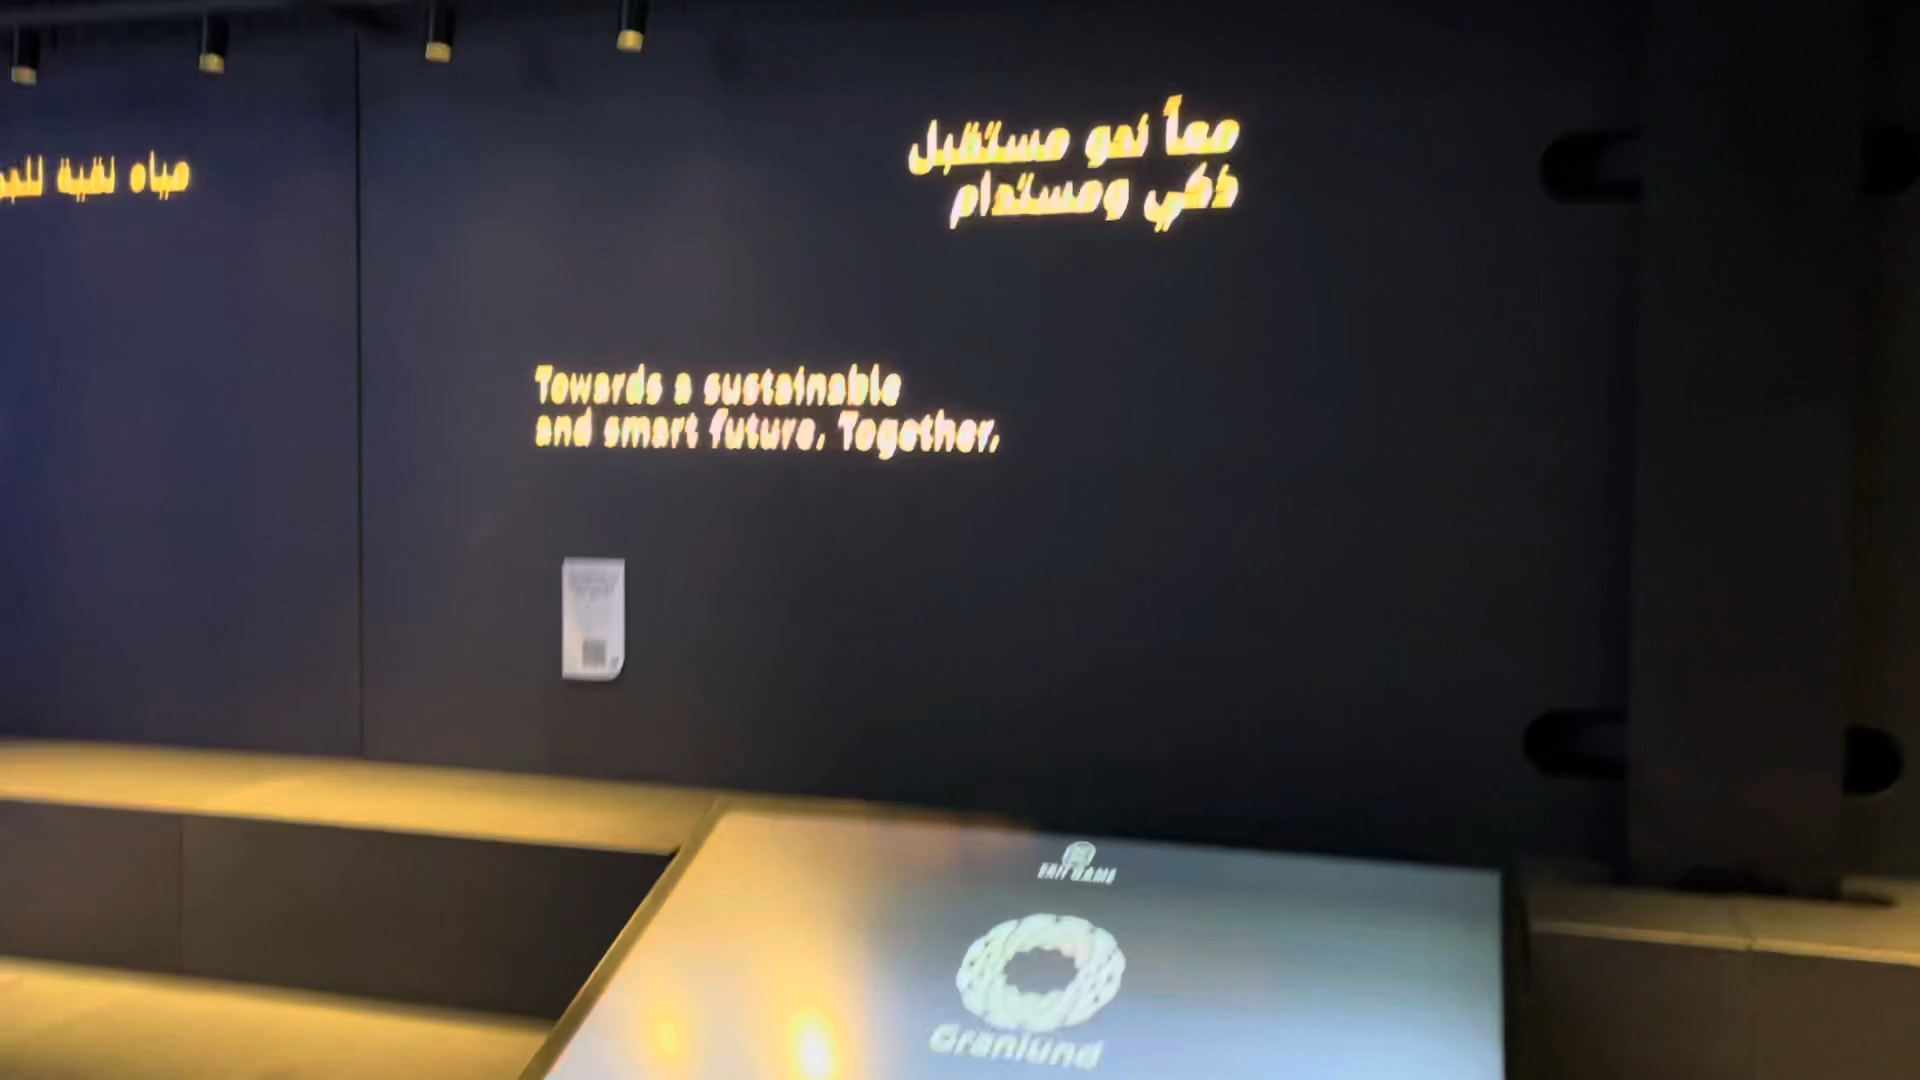 معاً نحو مستقبل
ذكي ومستدام
مياه نقية
Towards a sustainable
and smart future. Together.
Granlund